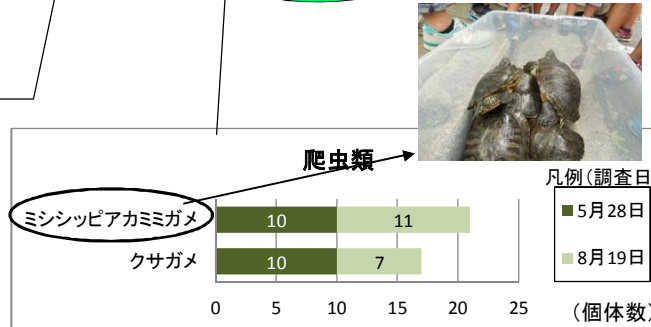 爬虫類
凡例(調査日
ミシシッピアカミミガメ
10
11
5月28日
クサガメ
10
7
8月19日
0 5 10 15 20 25
(個体数)